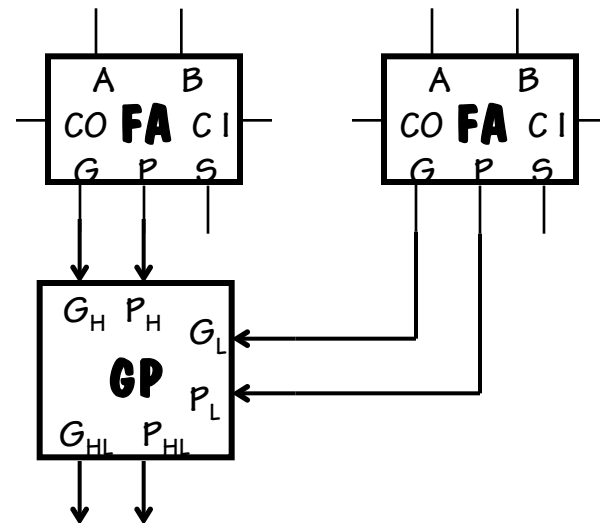 A B
CO FA CI
G P S
A B
CO FA CI
G P S
G_H P_H
G_L
GP
P_L
G_HL P_HL